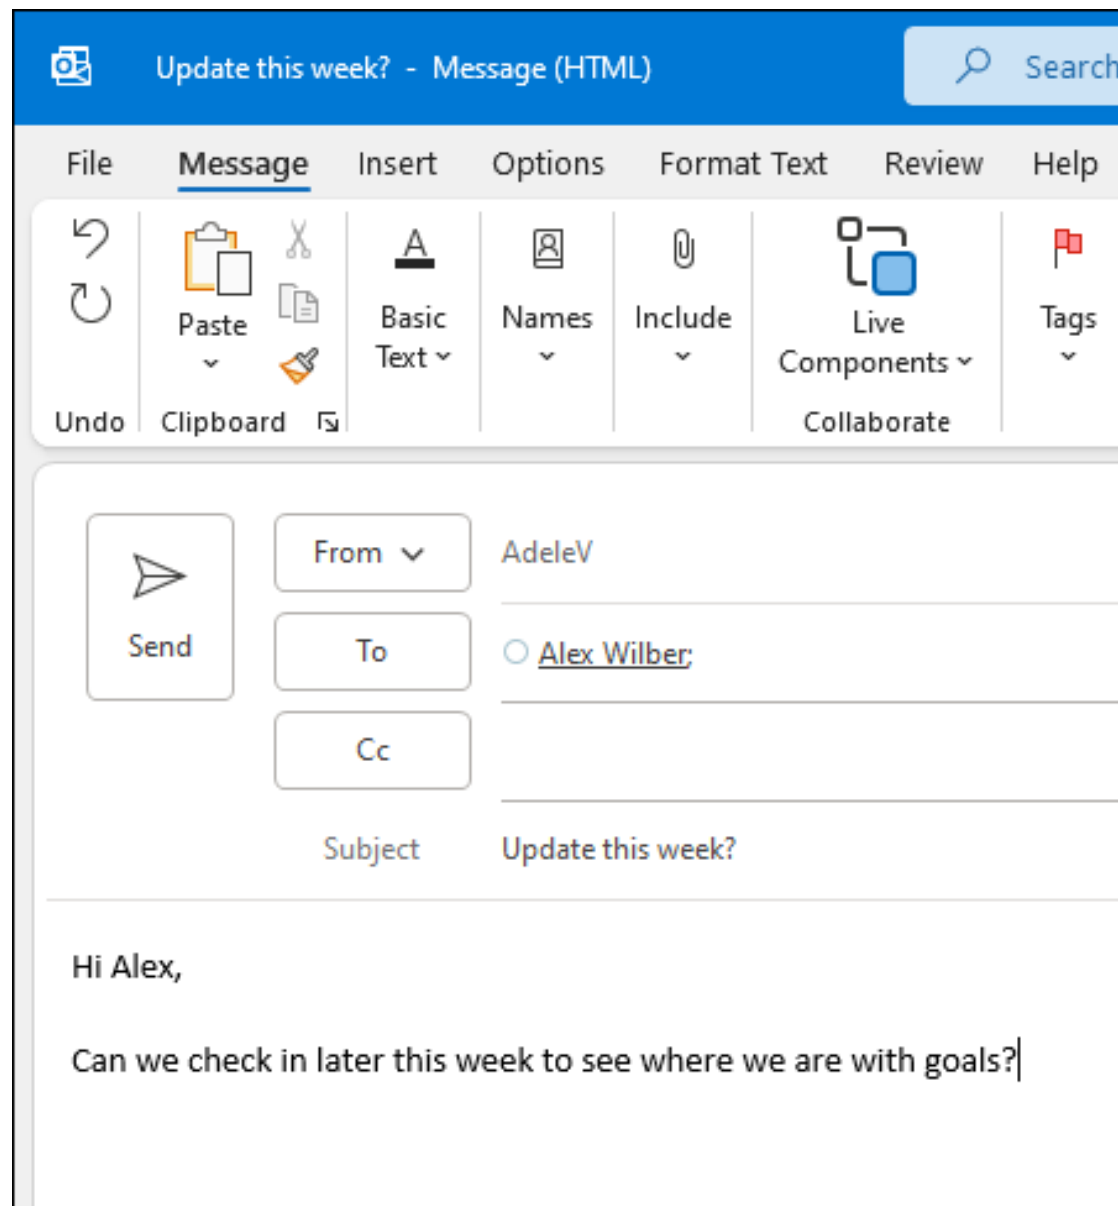 Update this week? - Message (HTML)
Search
File Message Insert Options Format Text Review Help
Paste
Basic
Text
Names
Include
Live
Components
Tags
Undo
Clipboard
Collaborate
Send
From
AdeleV
To
Alex Wilber;
Cc
Subject
Update this week?
Hi Alex,
Can we check in later this week to see where we are with goals?